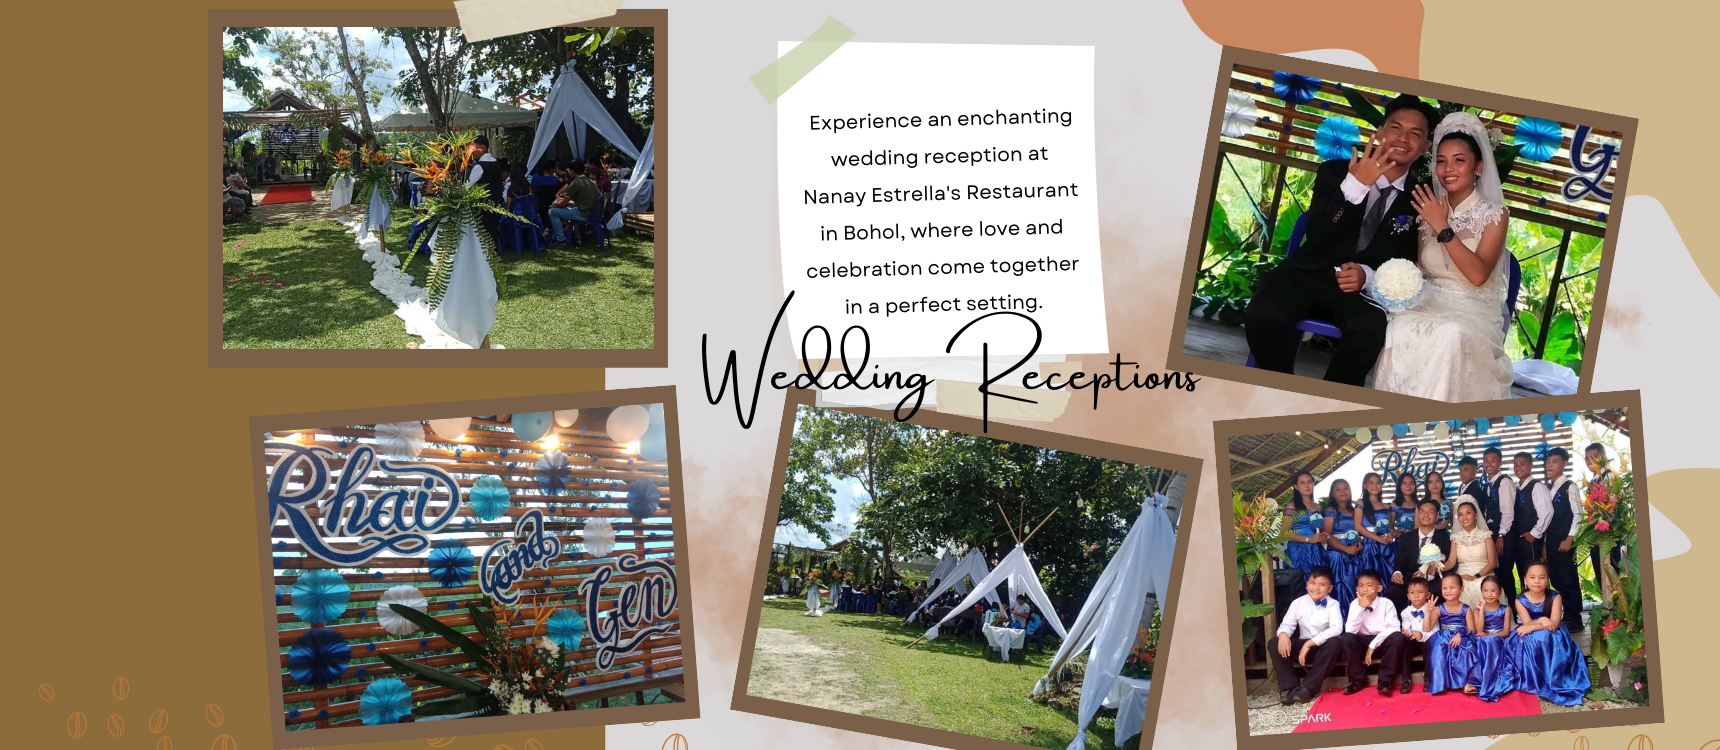 Experience an enchanting
wedding reception at
Nanay Estrella's Restaurant
in Bohol, where love and
celebration come together
in a perfect setting.
Wedding Receptions
Rhai
and
Gen
Rhai
SPARK